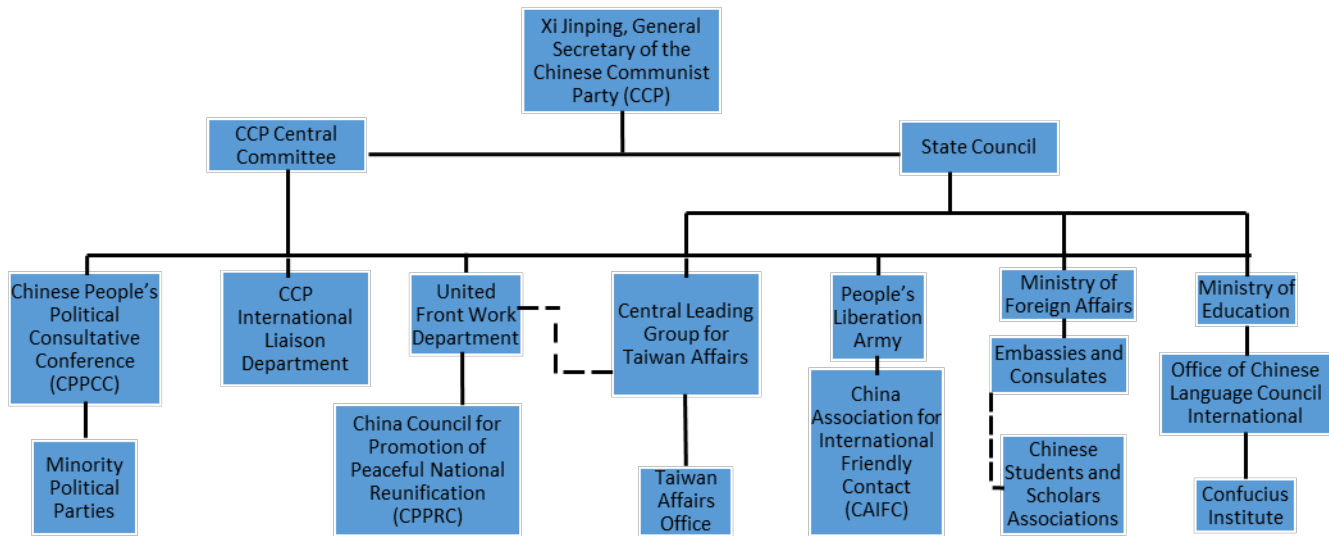 Xi Jinping, General
Secretary of the
Chinese Communist
Party (CCP)
CCP Central
Committee
State Council
Chinese People's
Political
Consultative
Conference
(CPPCC)
CCP
International
Liaison
Department
United
Front Work
Department
Central Leading
Group for
Taiwan Affairs
People's
Liberation
Army
Ministry of
Foreign Affairs
Ministry of
Education
Embassies and
Consulates
Office of Chinese
Language Council
International
Minority
Political
Parties
China Council for
Promotion of
Peaceful National
Reunification
(CPPRC)
Taiwan
Affairs
Office
China
Association for
International
Friendly
Contact
(CAIFC)
Chinese
Students and
Scholars
Associations
Confucius
Institute